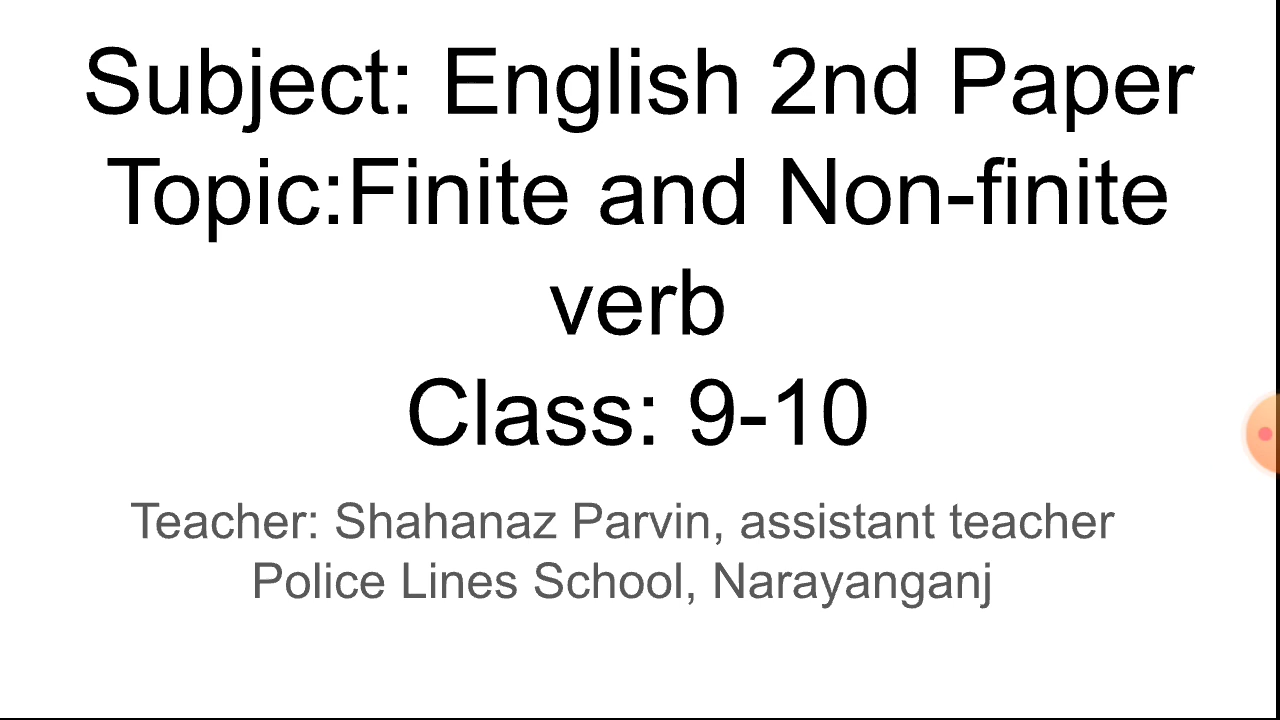 Subject: English 2nd Paper
Topic:Finite and Non-finite
verb
Class: 9-10
Teacher: Shahanaz Parvin, assistant teacher
Police Lines School, Narayanganj